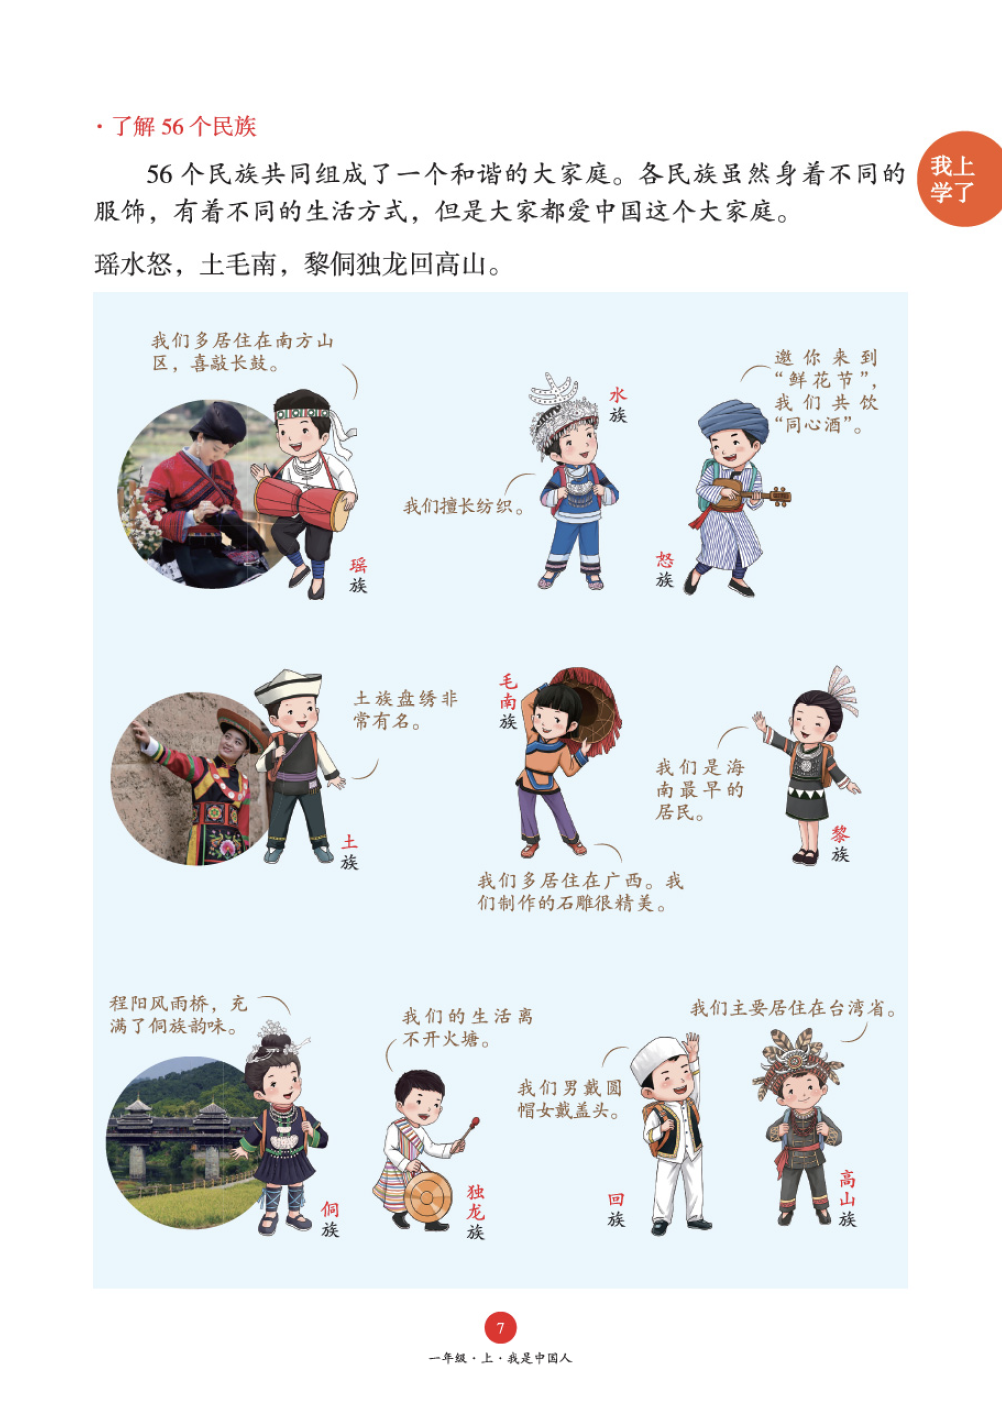 ·了解 56 个民族
56 个民族共同组成了一个和谐的大家庭。各民族虽然身着不同的
服饰，有着不同的生活方式，但是大家都爱中国这个大家庭。
我上
学了
瑶水怒，土毛南，黎侗独龙回高山。
我们多居住在南方山
区，喜敲长鼓。
瑶族
水族
我们擅长纺织。
邀你来到
“鲜花节”，
我们共饮
“同心酒”。
怒族
土族盘绣非
常有名。
土族
毛南族
我们多居住在广西。我
们制作的石雕很精美。
我们是海
南最早的
居民。
黎族
程阳风雨桥，充
满了侗族韵味。
侗族
我们的生活离
不开火塘。
独龙族
我们男戴圆
帽女戴盖头。
回族
我们主要居住在台湾省。
高山族
7
一年级·上·我是中国人